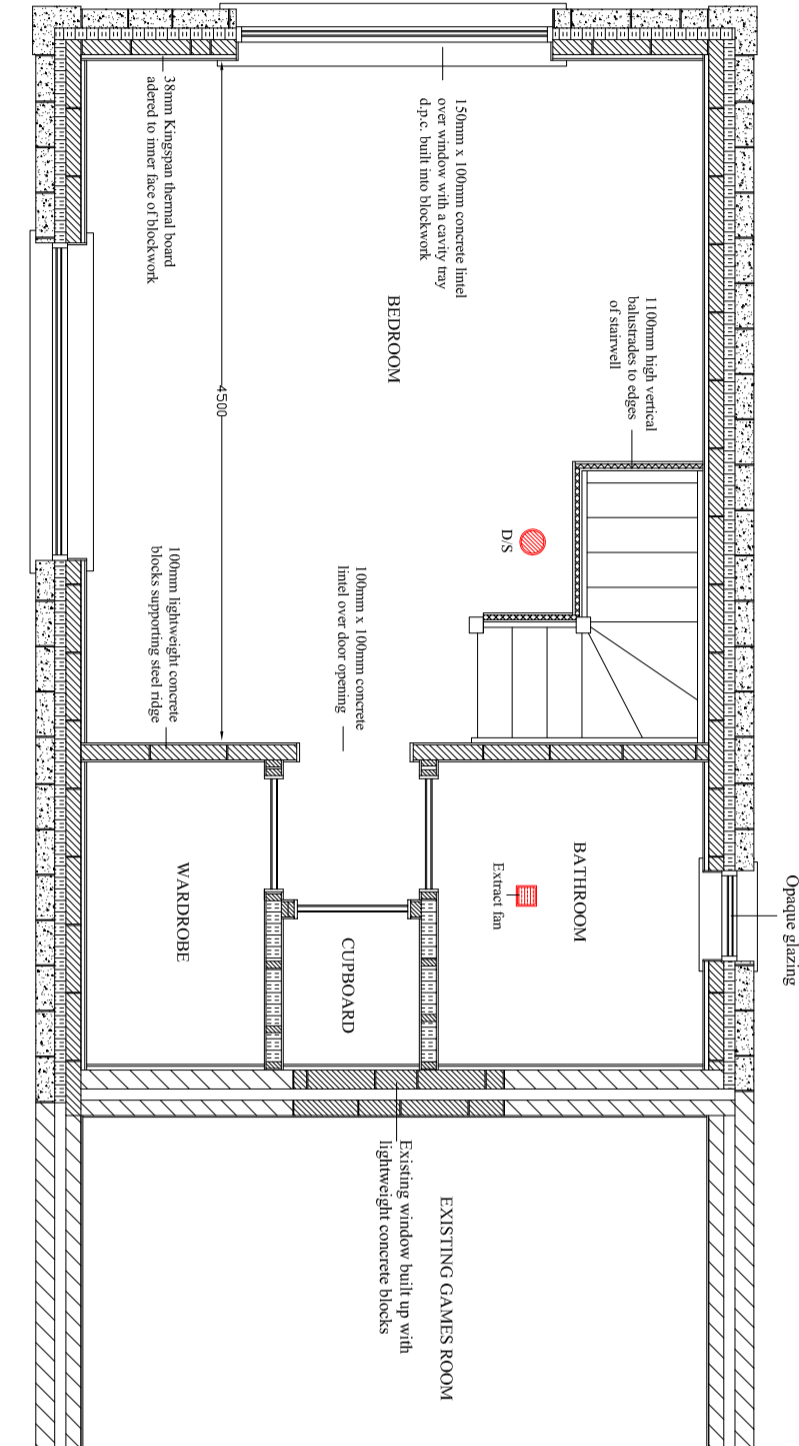 Opaque glazing
1100mm high vertical
balustrades to edges
of stairwell
BATHROOM
D/S
Extract fan
150mm x 100mm concrete lintel
over window with a cavity tray
d.p.c. built into blockwork
EXISTING GAMES ROOM
Existing window built up with
lightweight concrete blocks
BEDROOM
100mm x 100mm concrete
lintel over door opening
CUPBOARD
4500
WARDROBE
38mm Kingspan thermal board
adered to inner face of blockwork
100mm lightweight concrete
blocks supporting steel ridge